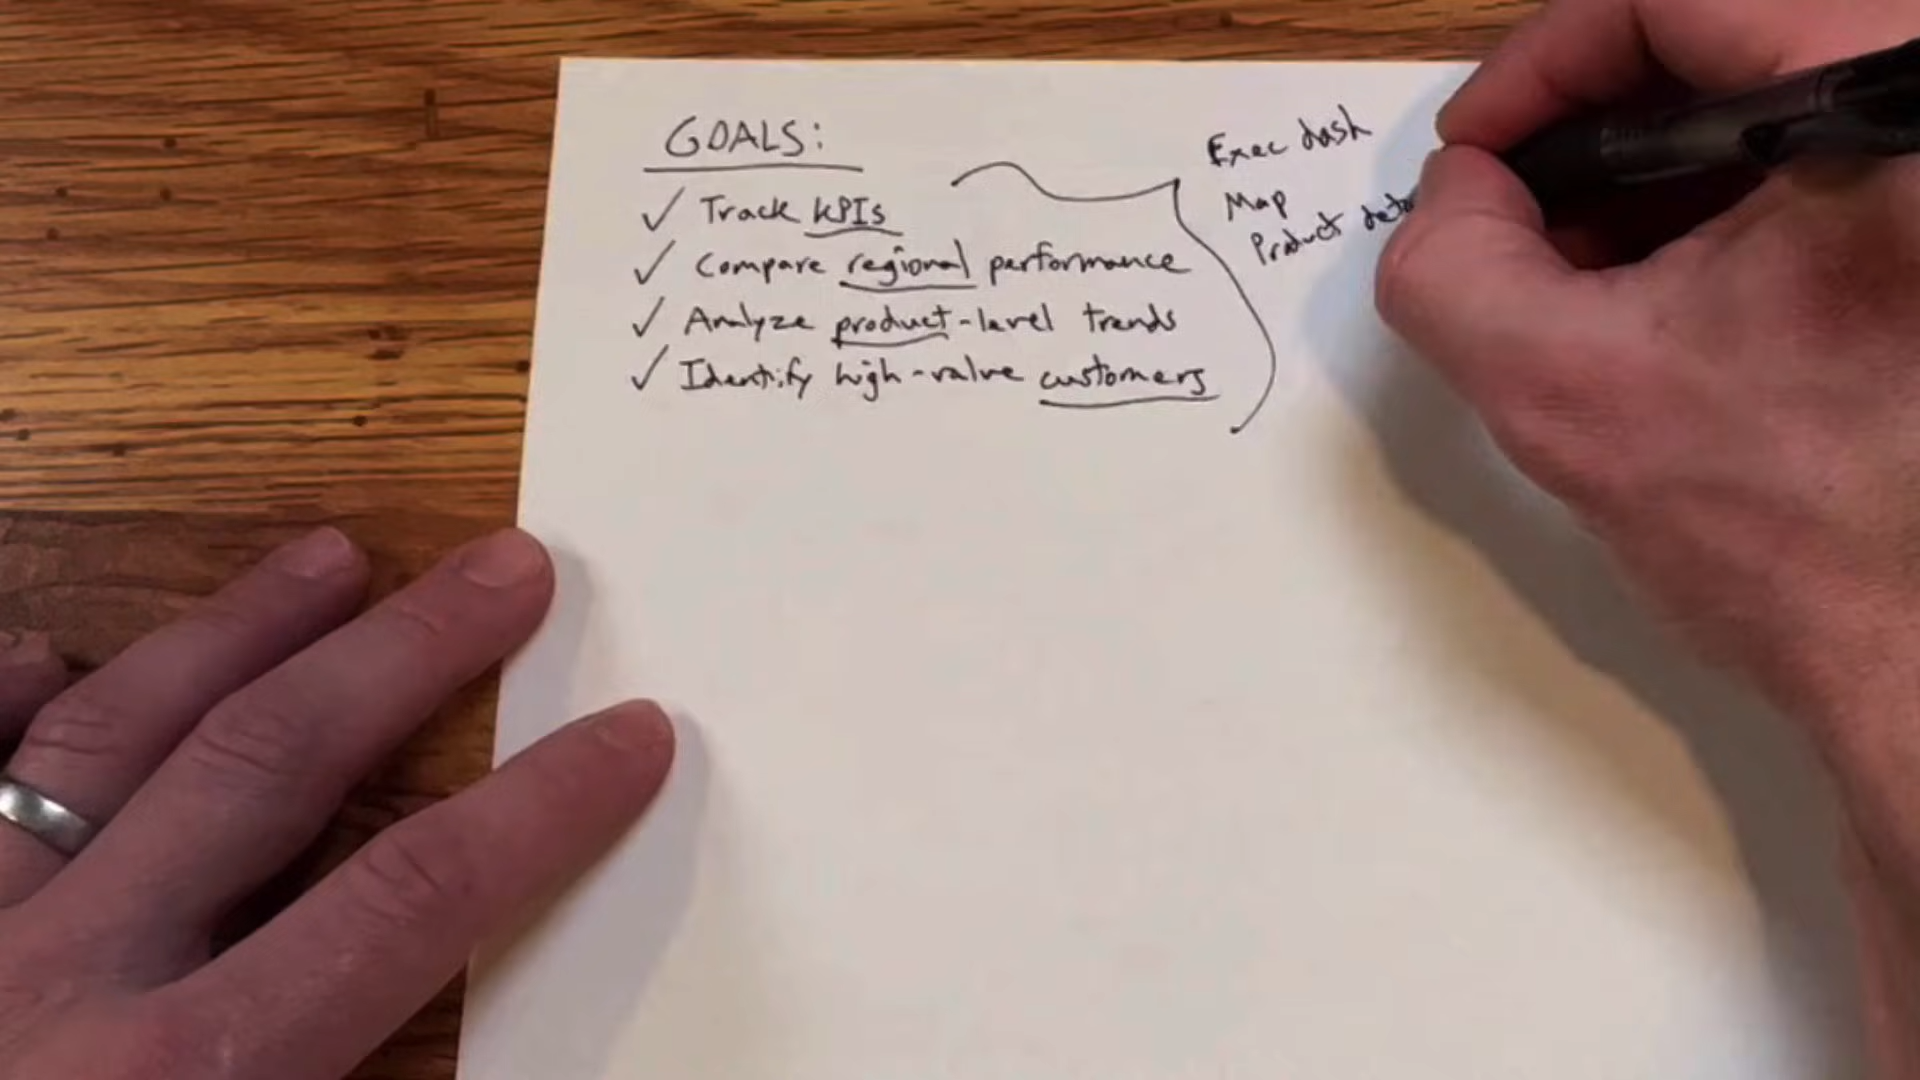 GOALS:
✓ Track KPIs
✓ Compare regional performance
✓ Analyze product-level trends
✓ Identify high-value customers
Exec dash
Map
Product